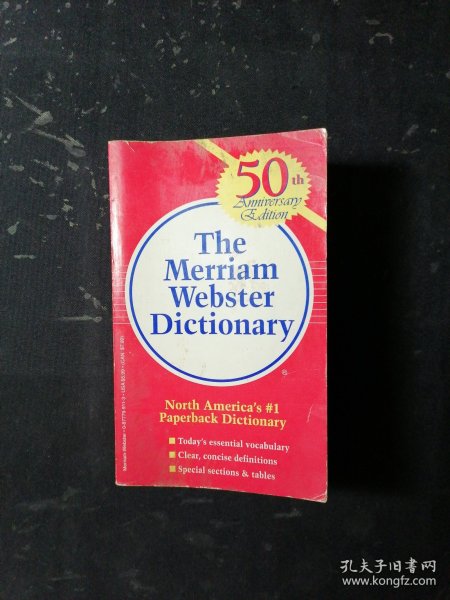 50th
Anniversary
Edition
The
Merriam
Webster
Dictionary
®
North America's #1
Paperback Dictionary
Today's essential vocabulary
Clear, concise definitions
Special sections & tables
孔夫子旧书网
www.kongfz.com